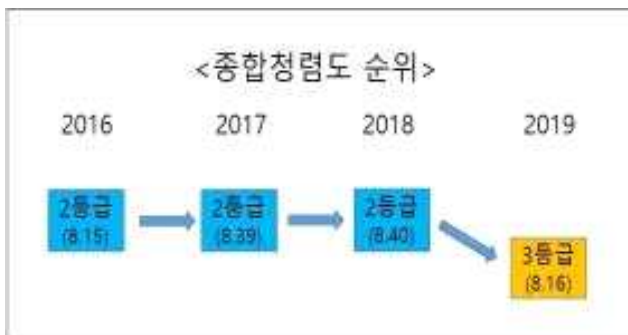 <종합청렴도 순위>
2016 2017 2018 2019
2등급 2등급 2등급
(8.15) (8.39) (8.40)
3등급
(8.16)